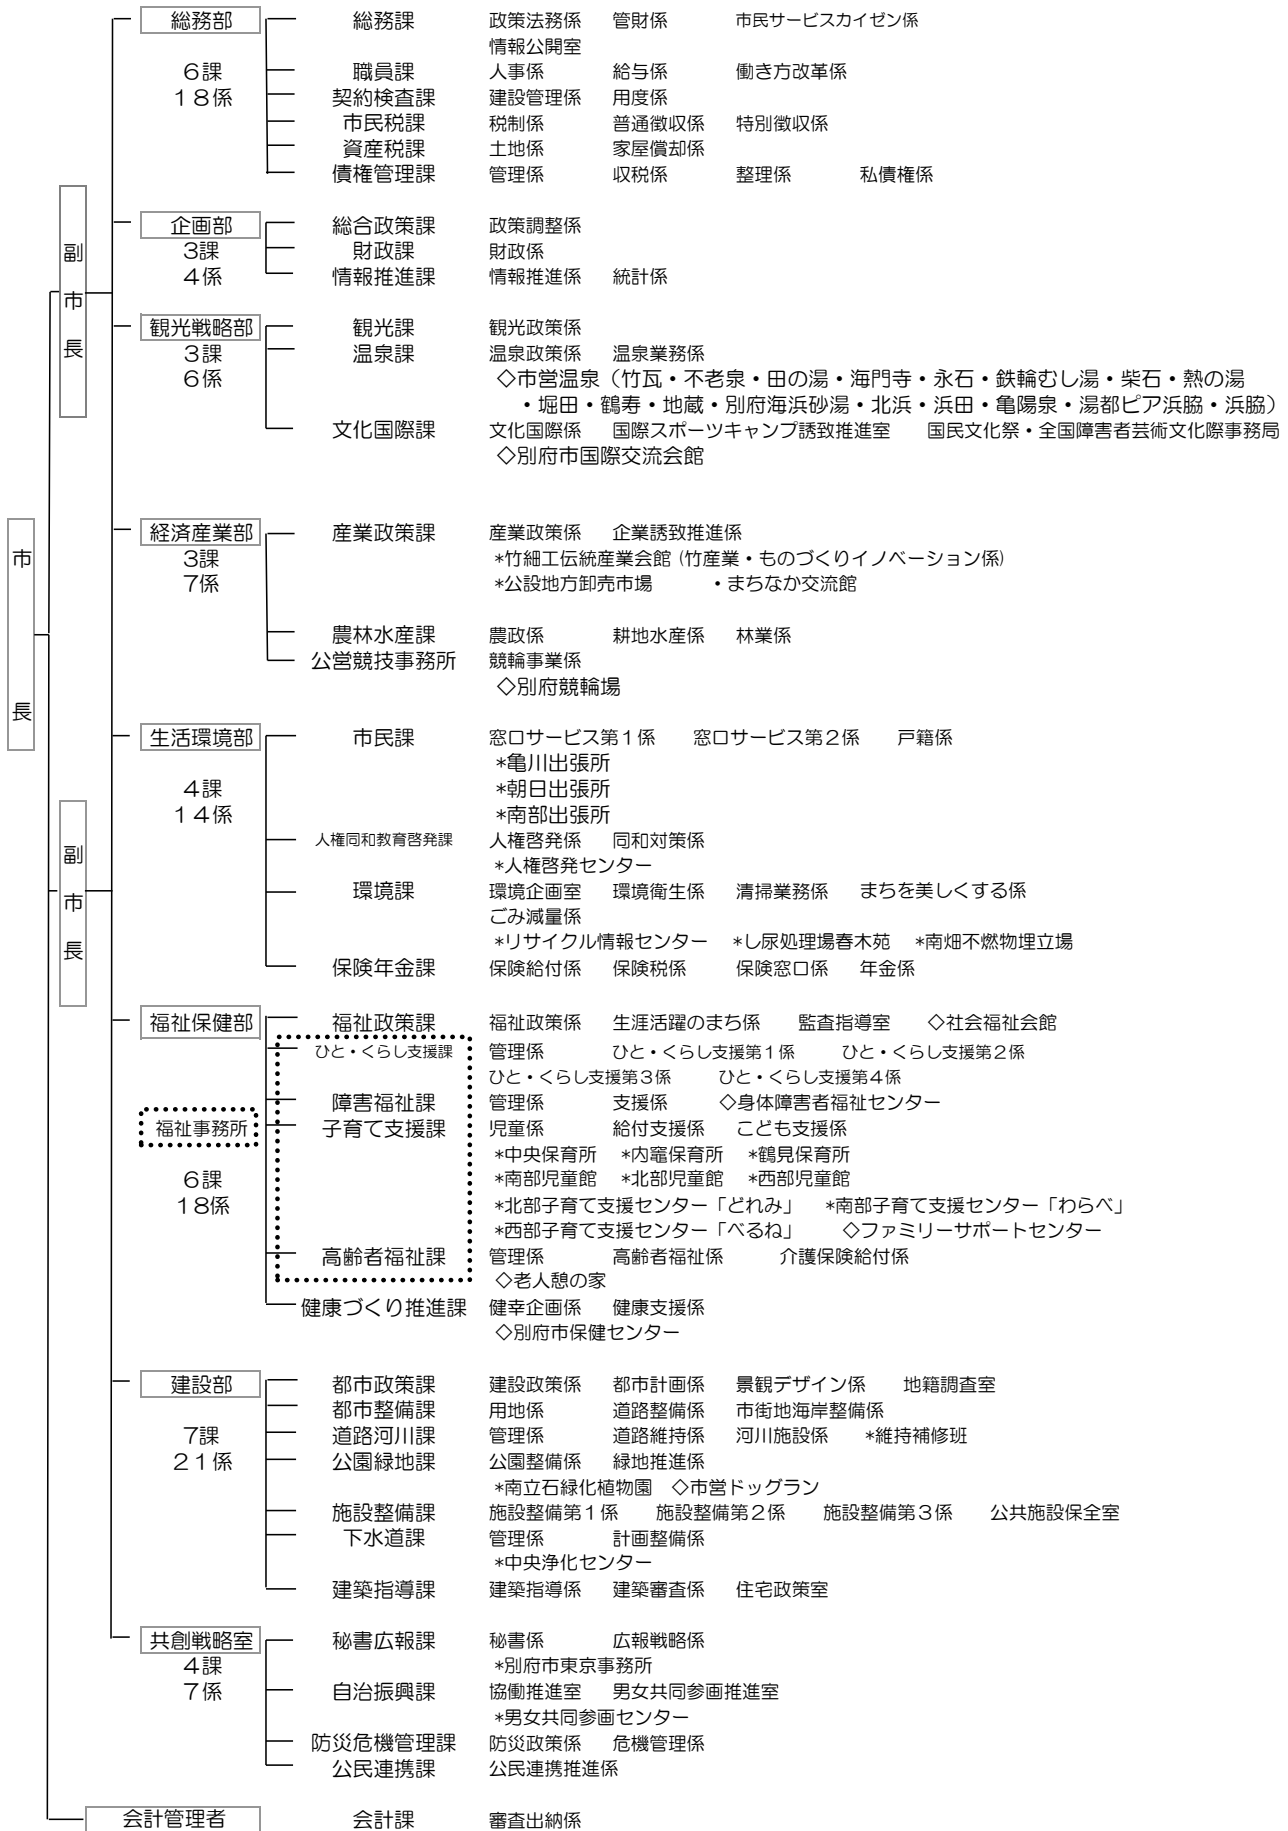 総務部 総務課 政策法務係 管財係 市民サービスカイゼン係
情報公開室
6課 職員課 人事係 給与係 働き方改革係
18係 契約検査課 建設管理係 用度係
市民税課 税制係 普通徴収係 特別徴収係
資産税課 土地係 家屋償却係
債権管理課 管理係 収税係 整理係 私債権係
副市長
企画部 総合政策課 政策調整係
3課 財政課 財政係
4係 情報推進課 情報推進係 統計係
観光戦略部 観光課 観光政策係
3課 温泉課 温泉政策係 温泉業務係
6係 ◇市営温泉(竹瓦・不老泉・田の湯・海門寺・永石・鉄輪むし湯・柴石・熱の湯
・堀田・鶴寿・地蔵・別府海浜砂湯・北浜・浜田・亀陽泉・湯都ピア浜脇・浜脇)
文化国際課 文化国際係 国際スポーツキャンプ誘致推進室 国民文化祭・全国障害者芸術文化際事務局
◇別府市国際交流会館
市長
経済産業部 産業政策課 産業政策係 企業誘致推進係
3課 *竹細工伝統産業会館(竹産業・ものづくりイノベーション係)
7係 *公設地方卸売市場 ・まちなか交流館
農林水産課 農政係 耕地水産係 林業係
公営競技事務所 競輪事業係
◇別府競輪場
生活環境部 市民課 窓口サービス第1係 窓口サービス第2係 戸籍係
*亀川出張所
4課 *朝日出張所
14係 *南部出張所
人権同和教育啓発課 人権啓発係 同和対策係
*人権啓発センター
副市長
環境課 環境企画室 環境衛生係 清掃業務係 まちを美しくする係
ごみ減量係
*リサイクル情報センター *し尿処理場春木苑 *南畑不燃物埋立場
保険年金課 保険給付係 保険税係 保険窓口係 年金係
福祉保健部 福祉政策課 福祉政策係 生涯活躍のまち係 監査指導室 ◇社会福祉会館
ひと・くらし支援課 管理係 ひと・くらし支援第1係 ひと・くらし支援第2係
ひと・くらし支援第3係 ひと・くらし支援第4係
障害福祉課 管理係 支援係 ◇身体障害者福祉センター
福祉事務所 子育て支援課 児童係 給付支援係 こども支援係
*中央保育所 *内竈保育所 *鶴見保育所
6課 *南部児童館 *北部児童館 *西部児童館
18係 *北部子育て支援センター「どれみ」 *南部子育て支援センター「わらべ」
*西部子育て支援センター「べるね」 ◇ファミリーサポートセンター
高齢者福祉課 管理係 高齢者福祉係 介護保険給付係
◇老人憩の家
健康づくり推進課 健幸企画係 健康支援係
◇別府市保健センター
建設部 都市政策課 建設政策係 都市計画係 景観デザイン係 地籍調査室
都市整備課 用地係 道路整備係 市街地海岸整備係
7課 道路河川課 管理係 道路維持係 河川施設係 *維持補修班
21係 公園緑地課 公園整備係 緑地推進係
*南立石緑化植物園 ◇市営ドッグラン
施設整備課 施設整備第1係 施設整備第2係 施設整備第3係 公共施設保全室
下水道課 管理係 計画整備係
*中央浄化センター
建築指導課 建築指導係 建築審査係 住宅政策室
共創戦略室 秘書広報課 秘書係 広報戦略係
4課 *別府市東京事務所
7係 自治振興課 協働推進室 男女共同参画推進室
*男女共同参画センター
防災危機管理課 防災政策係 危機管理係
公民連携課 公民連携推進係
会計管理者 会計課 審査出納係